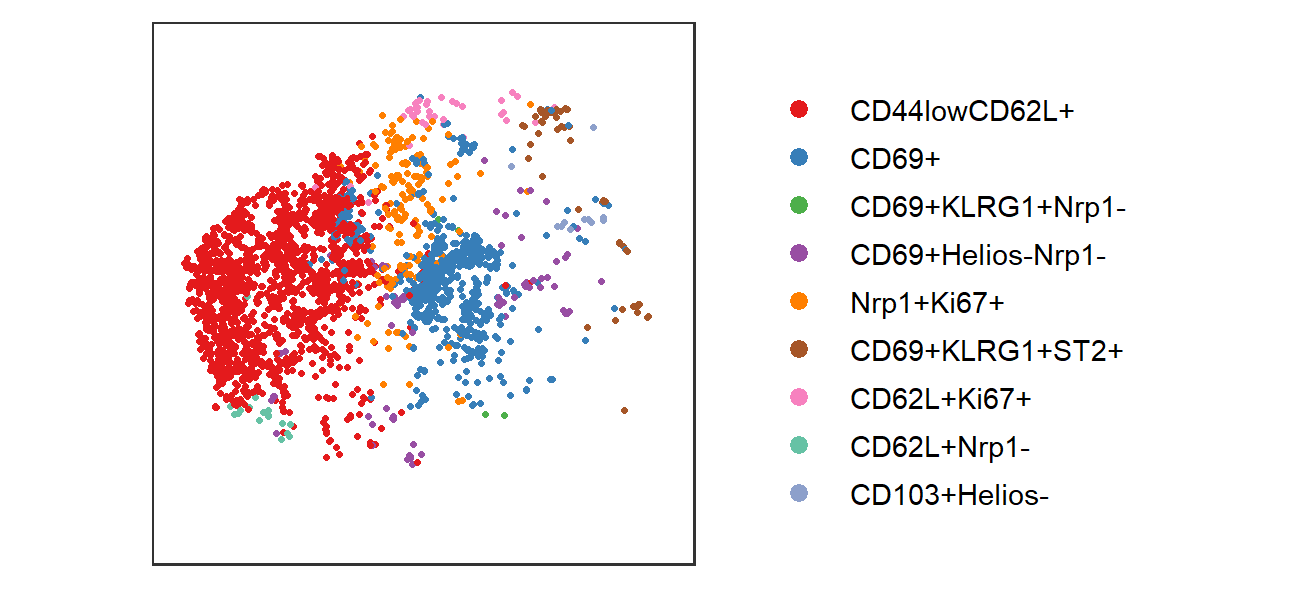 CD44lowCD62L+
CD69+
CD69+KLRG1+Nrp1-
CD69+Helios-Nrp1-
Nrp1+Ki67+
CD69+KLRG1+ST2+
CD62L+Ki67+
CD62L+Nrp1-
CD103+Helios-